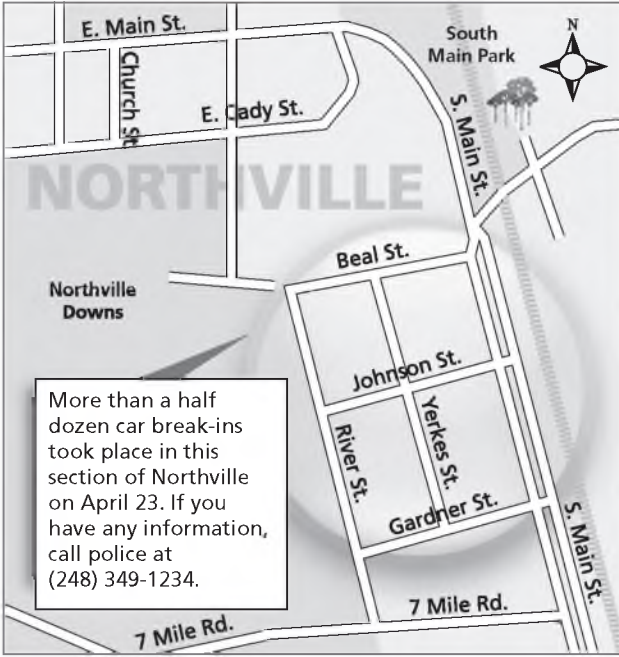 E. Main St.
Church St.
E. Cady St.
South
Main Park
N
S. Main St.
NORTHVILLE
Beal St.
Northville
Downs
Johnson St.
More than a half
dozen car break-ins
took place in this
section of Northville
on April 23. If you
have any information,
call police at
(248) 349-1234.
River St.
Yerkes St.
Gardner St.
S. Main St.
7 Mile Rd.
7 Mile Rd.